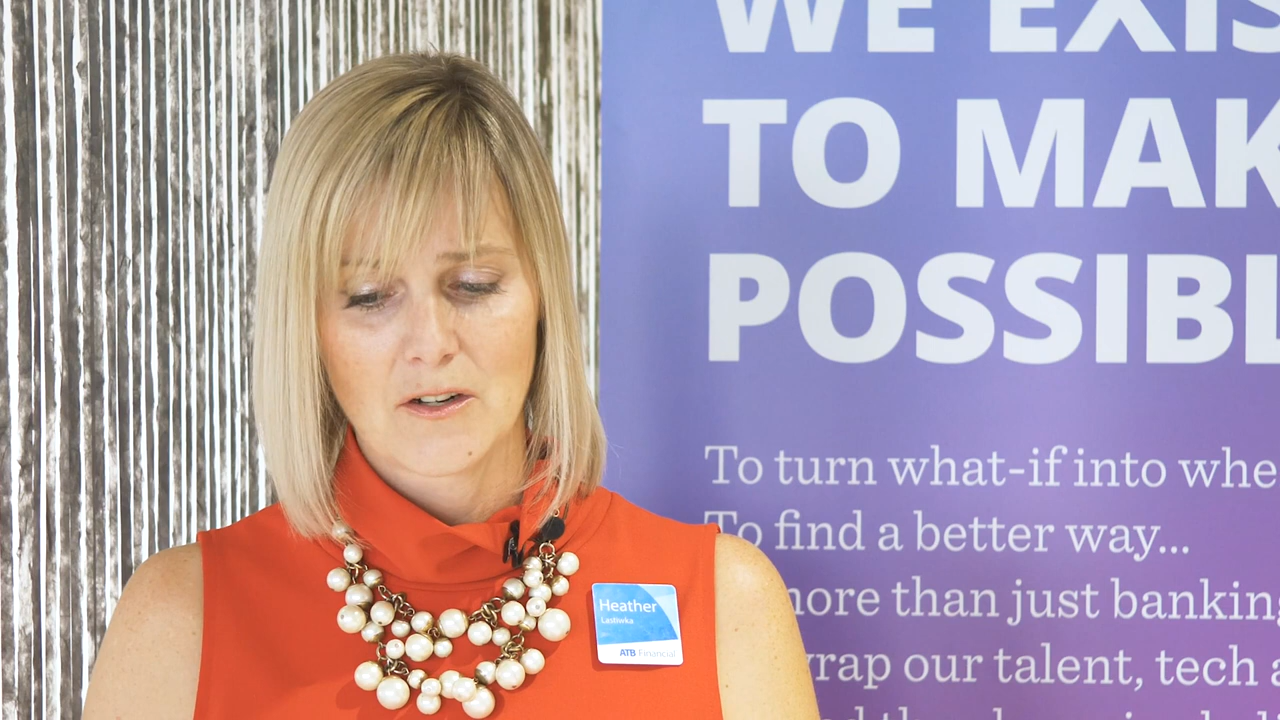 WE EXIS
TO MAK
POSSIBL
To turn what-if into whe
To find a better way...
more than just banking
wrap our talent, tech a
Heather
Lastiwka
ATB Financial